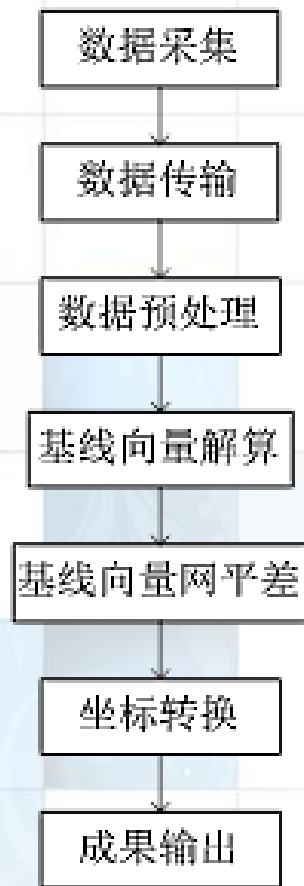 数据采集
数据传输
数据预处理
基线向量解算
基线向量网平差
坐标转换
成果输出